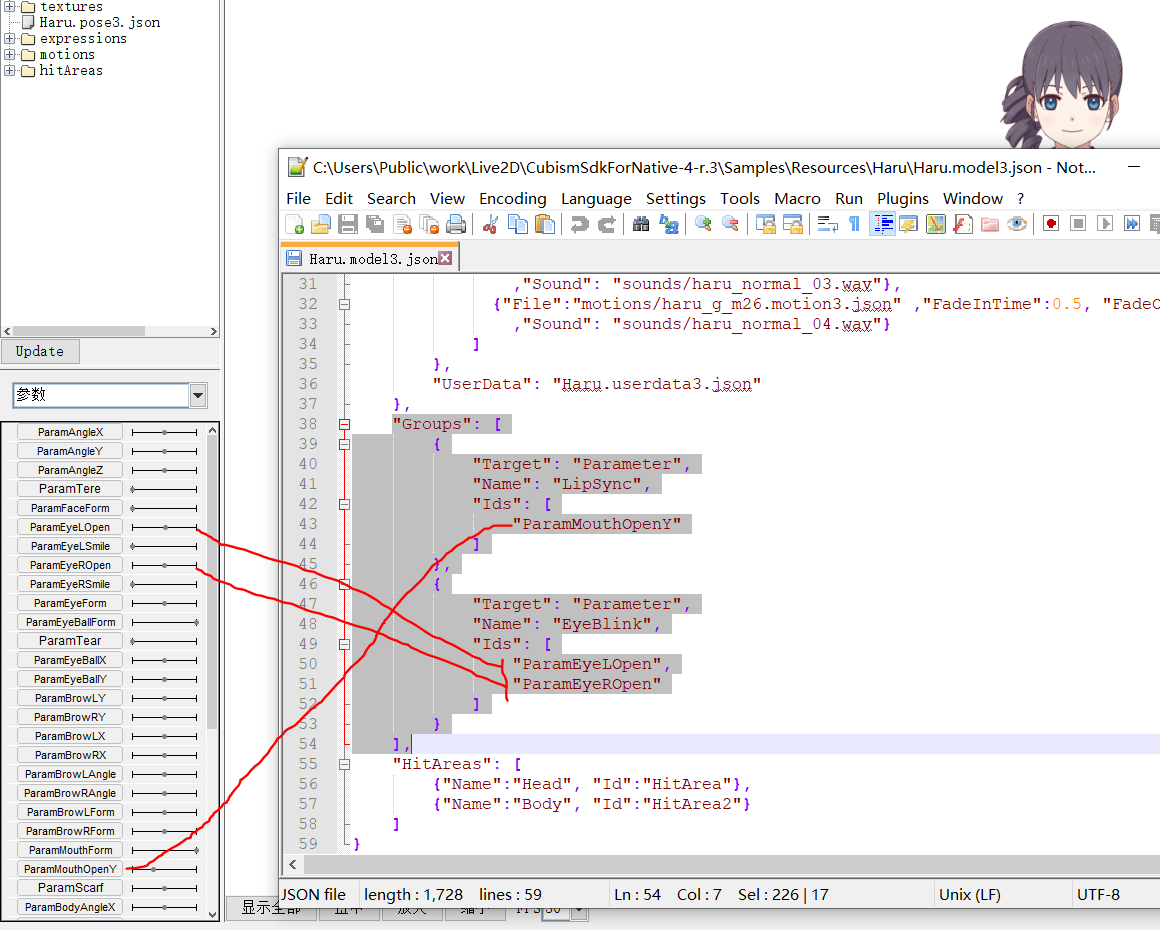 textures
Haru.pose3.json
expressions
motions
hitAreas
Update
参数
ParamAngleX
ParamAngleY
ParamAngleZ
ParamTere
ParamFaceForm
ParamEyeLOpen
ParamEyeLSmile
ParamEyeROpen
ParamEyeRSmile
ParamEyeForm
ParamEyeBallForm
ParamTear
ParamEyeBallX
ParamEyeBallY
ParamBrowLY
ParamBrowRY
ParamBrowLX
ParamBrowRX
ParamBrowLAngle
ParamBrowRAngle
ParamBrowLForm
ParamBrowRForm
ParamMouthForm
ParamMouthOpenY
ParamScarf
ParamBodyAngleX
C:\Users\Public\work\Live2D\CubismSdkForNative-4-r.3\Samples\Resources\Haru\Haru.model3.json - Not...
File Edit Search View Encoding Language Settings Tools Macro Run Plugins Window ?
Haru.model3.json
31 ,"Sound": "sounds/haru_normal_03.wav"},
32 {"File":"motions/haru_g_m26.motion3.json" ,"FadeInTime":0.5, "FadeO
33 ,"Sound": "sounds/haru_normal_04.wav"}
34 ]
35 },
36 "UserData": "Haru.userdata3.json"
37 },
38 "Groups": [
39 {
40 "Target": "Parameter",
41 "Name": "LipSync",
42 "Ids": [
43 "ParamMouthOpenY"
44 ]
45 },
46 {
47 "Target": "Parameter",
48 "Name": "EyeBlink",
49 "Ids": [
50 "ParamEyeLOpen",
51 "ParamEyeROpen"
52 ]
53 }
54 ],
55 "HitAreas": [
56 {"Name":"Head", "Id":"HitArea"},
57 {"Name":"Body", "Id":"HitArea2"}
58 ]
59 }
JSON file length : 1,728 lines : 59 Ln : 54 Col : 7 Sel : 226 | 17 Unix (LF) UTF-8
显示全部